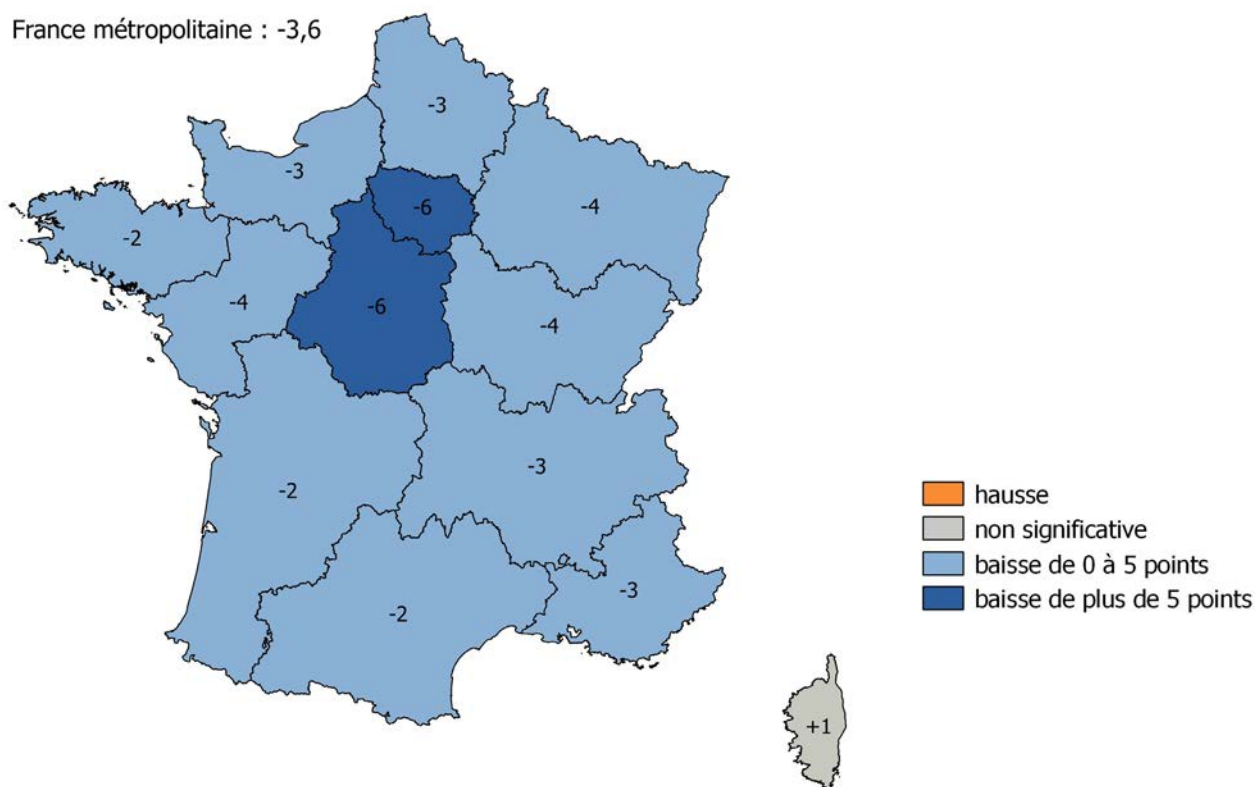 France métropolitaine : -3,6
-3
-3
-6
-4
-2
-4
-6
-4
-3
-2
-3
-2
+1
hausse
non significative
baisse de 0 à 5 points
baisse de plus de 5 points